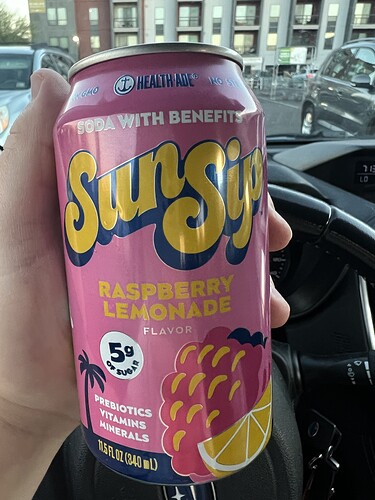 HEALTH-ADE®
SODA WITH BENEFITS
SunSip
RASPBERRY
LEMONADE
FLAVOR
5g
OF SUGAR
PREBIOTICS
VITAMINS
MINERALS
11.5 FL OZ (340 mL)